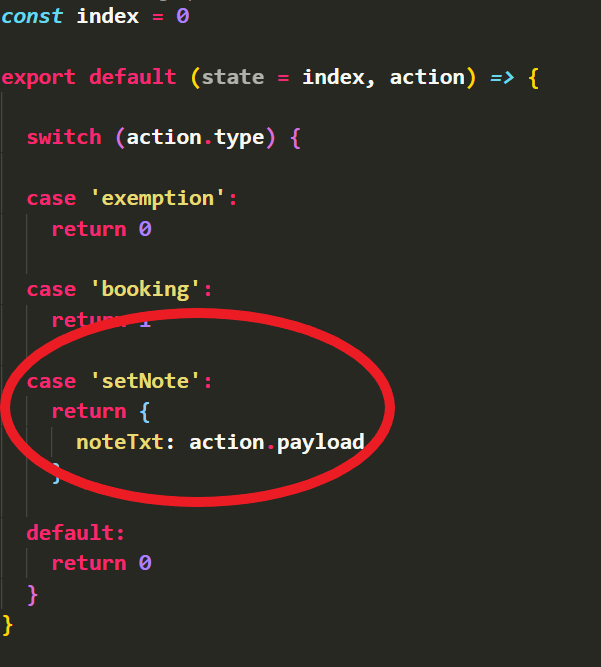 const index = 0
export default (state = index, action) => {
switch (action.type) {
case 'exemption':
return 0
case 'booking':
return 1
case 'setNote':
return {
noteTxt: action.payload
}
default:
return 0
}
}